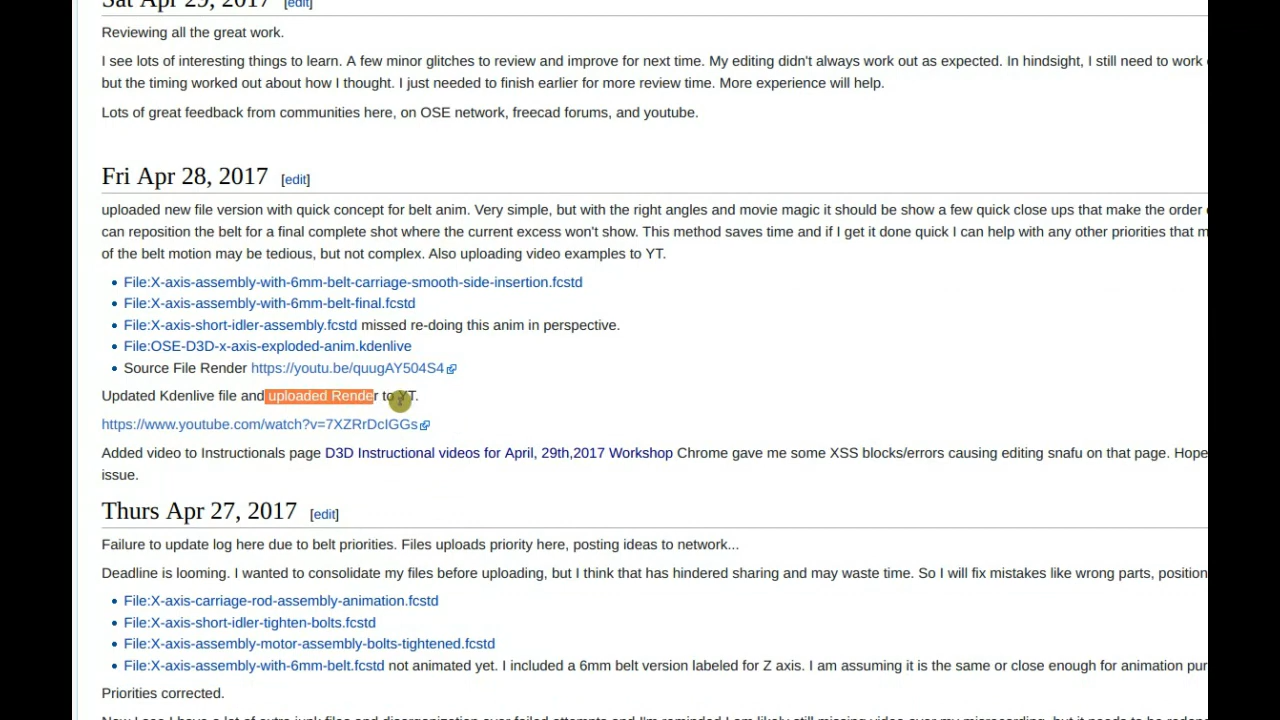 Sat Apr 29, 2017 [edit]
Reviewing all the great work.
I see lots of interesting things to learn. A few minor glitches to review and improve for next time. My editing didn't always work out as expected. In hindsight, I still need to work
but the timing worked out about how I thought. I just needed to finish earlier for more review time. More experience will help.
Lots of great feedback from communities here, on OSE network, freecad forums, and youtube.
Fri Apr 28, 2017 [edit]
uploaded new file version with quick concept for belt anim. Very simple, but with the right angles and movie magic it should be show a few quick close ups that make the order
can reposition the belt for a final complete shot where the current excess won't show. This method saves time and if I get it done quick I can help with any other priorities that m
of the belt motion may be tedious, but not complex. Also uploading video examples to YT.
• File:X-axis-assembly-with-6mm-belt-carriage-smooth-side-insertion.fcstd
• File:X-axis-assembly-with-6mm-belt-final.fcstd
• File:X-axis-short-idler-assembly.fcstd missed re-doing this anim in perspective.
• File:OSE-D3D-x-axis-exploded-anim.kdenlive
• Source File Render https://youtu.be/quugAY504S4
Updated Kdenlive file and uploaded Render to YT.
https://www.youtube.com/watch?v=7XZRrDcIGGs
Added video to Instructionals page D3D Instructional videos for April, 29th,2017 Workshop Chrome gave me some XSS blocks/errors causing editing snafu on that page. Hope
issue.
Thurs Apr 27, 2017 [edit]
Failure to update log here due to belt priorities. Files uploads priority here, posting ideas to network...
Deadline is looming. I wanted to consolidate my files before uploading, but I think that has hindered sharing and may waste time. So I will fix mistakes like wrong parts, position
• File:X-axis-carriage-rod-assembly-animation.fcstd
• File:X-axis-short-idler-tighten-bolts.fcstd
• File:X-axis-assembly-motor-assembly-bolts-tightened.fcstd
• File:X-axis-assembly-with-6mm-belt.fcstd not animated yet. I included a 6mm belt version labeled for Z axis. I am assuming it is the same or close enough for animation pur
Priorities corrected.